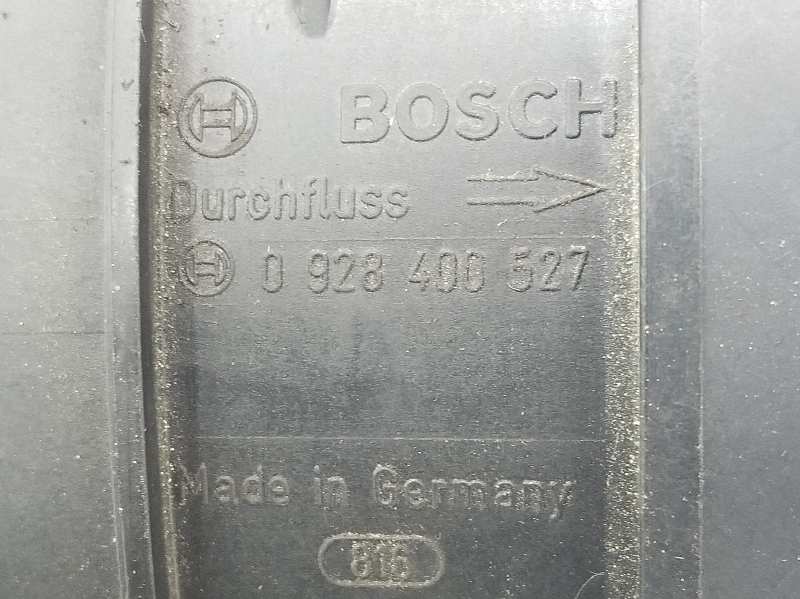 BOSCH
Durchfluss
0 928 400 527
Made in Germany
816